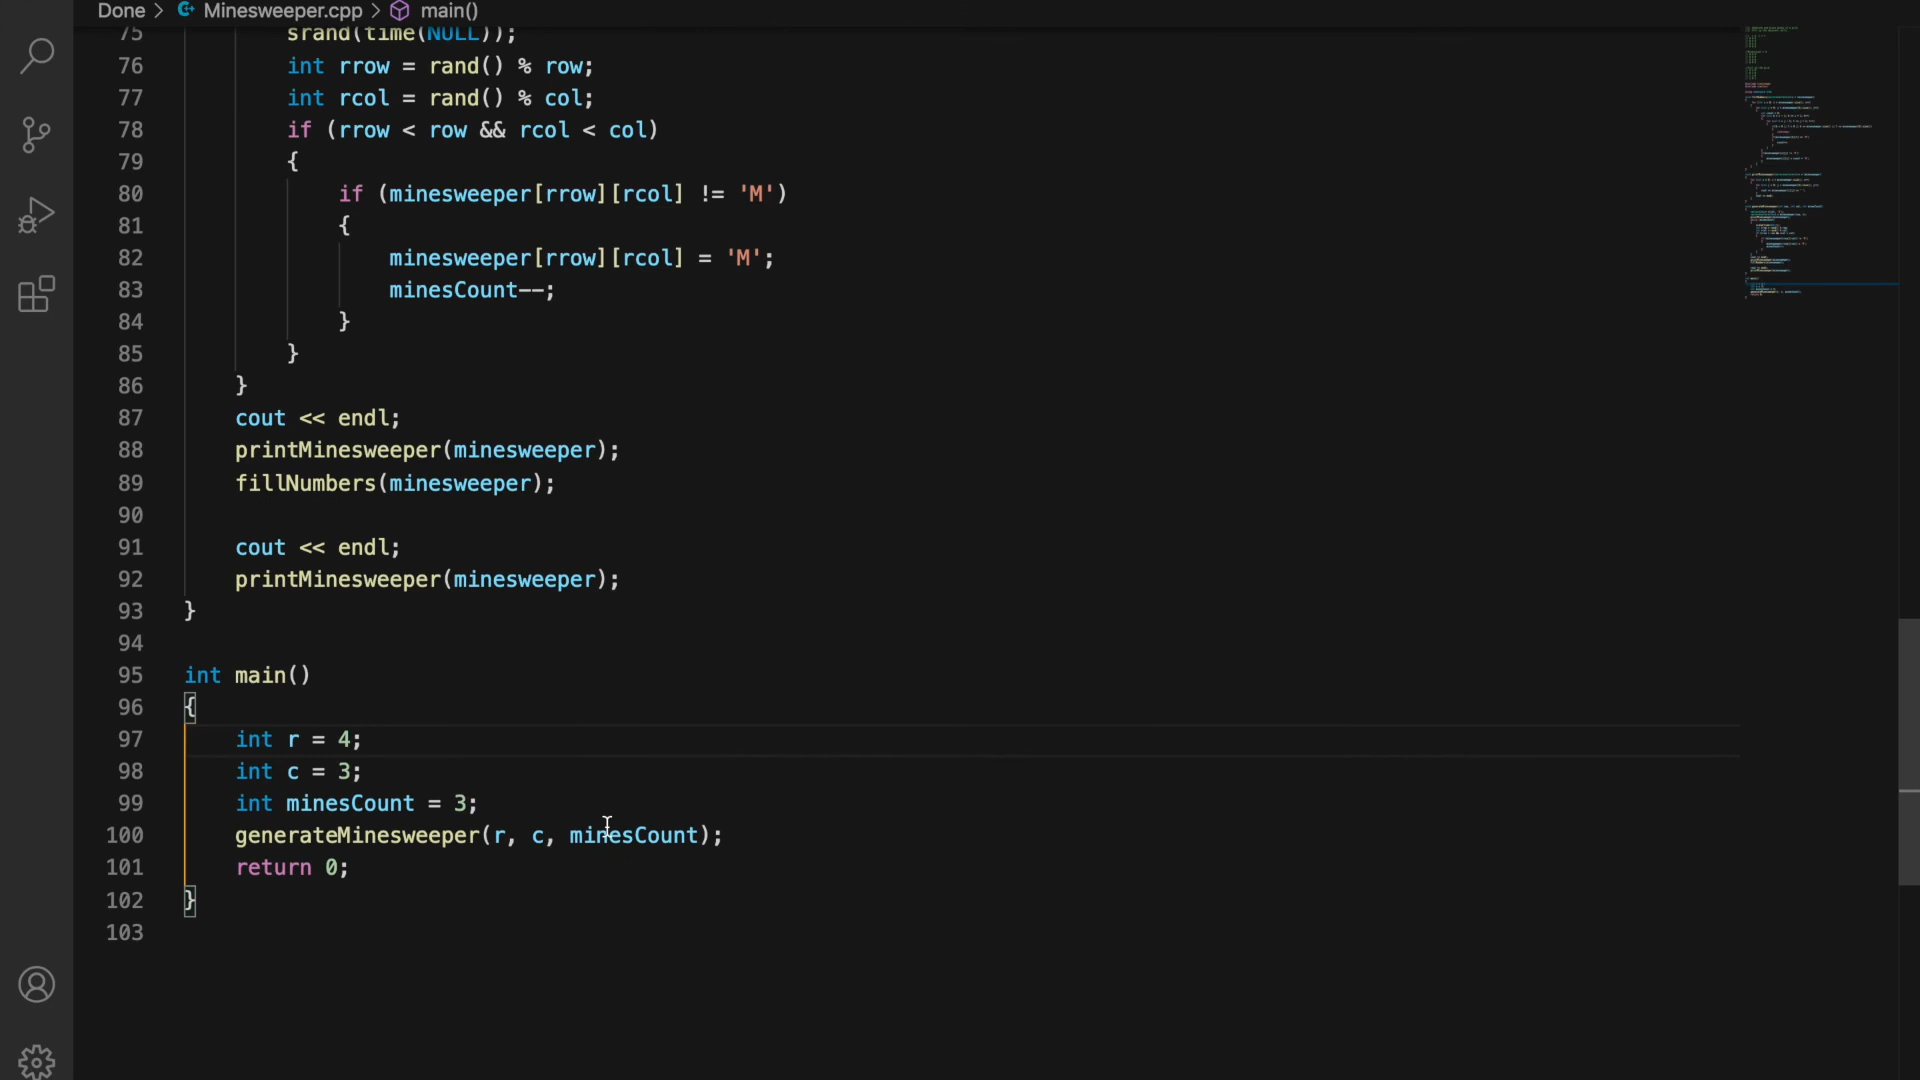 Done > Minesweeper.cpp > main()
75 srand(time(NULL));
76 int rrow = rand() % row;
77 int rcol = rand() % col;
78 if (rrow < row && rcol < col)
79 {
80 if (minesweeper[rrow][rcol] != 'M')
81 {
82 minesweeper[rrow][rcol] = 'M';
83 minesCount--;
84 }
85 }
86 }
87 cout << endl;
88 printMinesweeper(minesweeper);
89 fillNumbers(minesweeper);
90
91 cout << endl;
92 printMinesweeper(minesweeper);
93 }
94
95 int main()
96 {
97 int r = 4;
98 int c = 3;
99 int minesCount = 3;
100 generateMinesweeper(r, c, minesCount);
101 return 0;
102 }
103